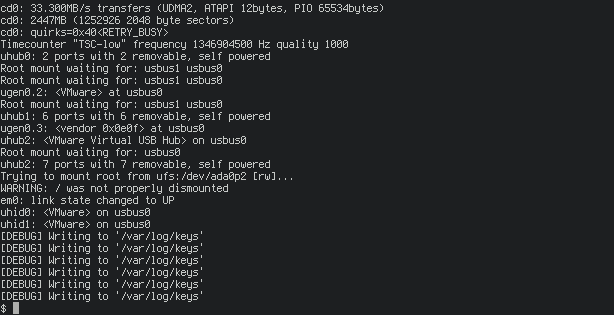 cd0: 33.300MB/s transfers (UDMA2, ATAPI 12bytes, PIO 65534bytes)
cd0: 2447MB (1252926 2048 byte sectors)
cd0: quirks=0x40<RETRY_BUSY>
Timecounter "TSC-low" frequency 1346904500 Hz quality 1000
uhub0: 2 ports with 2 removable, self powered
Root mount waiting for: usbus1 usbus0
Root mount waiting for: usbus1 usbus0
ugen0.2: <VMware> at usbus0
Root mount waiting for: usbus1 usbus0
uhub1: 6 ports with 6 removable, self powered
ugen0.3: <vendor 0x0e0f> at usbus0
uhub2: <VMware Virtual USB Hub> on usbus0
Root mount waiting for: usbus0
uhub2: 7 ports with 7 removable, self powered
Trying to mount root from ufs:/dev/ada0p2 [rw]...
WARNING: / was not properly dismounted
em0: link state changed to UP
uhid0: <VMware> on usbus0
uhid1: <VMware> on usbus0
[DEBUG] Writing to '/var/log/keys'
[DEBUG] Writing to '/var/log/keys'
[DEBUG] Writing to '/var/log/keys'
[DEBUG] Writing to '/var/log/keys'
[DEBUG] Writing to '/var/log/keys'
[DEBUG] Writing to '/var/log/keys'
$